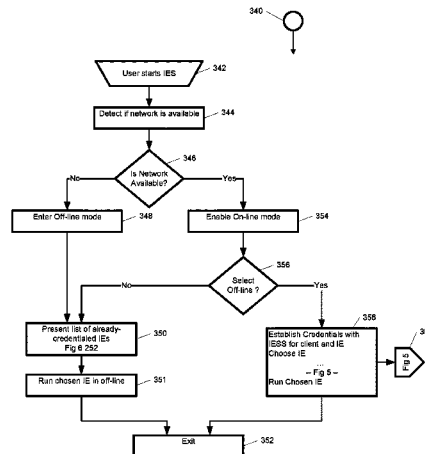 340
User starts IES
342
Detect if network is available
344
346
Is Network
Available?
No
Yes
Enter Off-line mode
348
Enable On-line mode
354
356
Select
Off-line ?
No
Yes
Present list of already-
credentialed IEs
Fig 6 252
350
358
Establish Credentials with
IESS for client and IE
Choose IE
...
-- Fig 5 --
Run Chosen IE
Fig 5
Run chosen IE in off-line
351
Exit
352